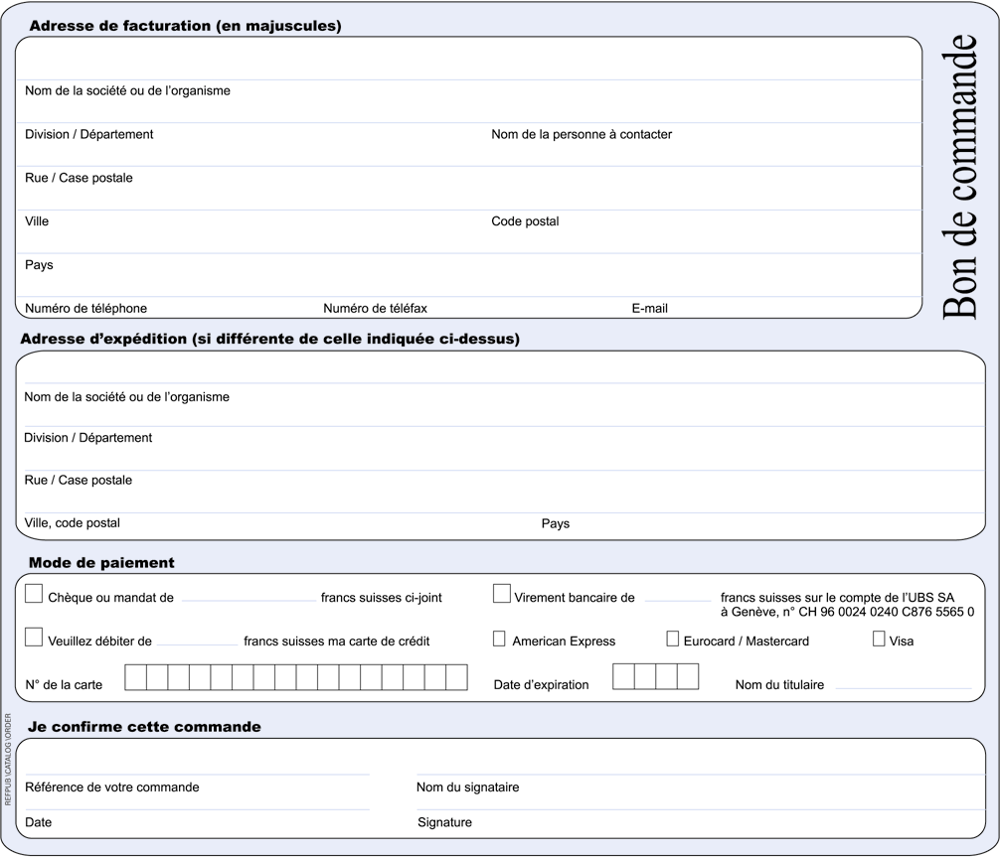 Adresse de facturation (en majuscules)
Bon de commande
Nom de la société ou de l’organisme
Division / Département Nom de la personne à contacter
Rue / Case postale
Ville Code postal
Pays
Numéro de téléphone Numéro de téléfax E-mail
Adresse d’expédition (si différente de celle indiquée ci-dessus)
Nom de la société ou de l’organisme
Division / Département
Rue / Case postale
Ville, code postal Pays
Mode de paiement
Chèque ou mandat de francs suisses ci-joint Virement bancaire de francs suisses sur le compte de l’UBS SA
à Genève, n° CH 96 0024 0240 C876 5565 0
Veuillez débiter de francs suisses ma carte de crédit American Express Eurocard / Mastercard Visa
N° de la carte Date d’expiration Nom du titulaire
Je confirme cette commande
Référence de votre commande Nom du signataire
Date Signature
REFPUB\CATALOG\ORDER